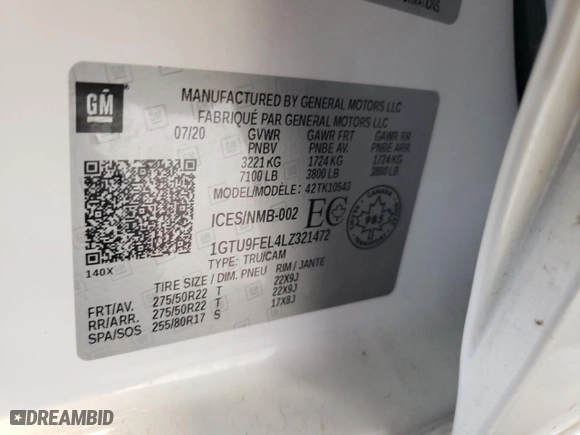 RMATIONS.
GM
MANUFACTURED BY GENERAL MOTORS LLC
FABRIQUÉ PAR GENERAL MOTORS LLC
07/20 GVWR GAWR FRT GAWR RR
PNBV PNBE AV. PNBE ARR.
3221 KG 1724 KG 1724 KG
7100 LB 3800 LB 3800 LB
MODEL/MODÈLE: 42TK10543
ICES/NMB-002 EC
CANADA
1GTU9FEL4LZ321472
TYPE: TRU/CAM
140X
TIRE SIZE / DIM. PNEU RIM / JANTE
FRT/AV. 275/50R22 T 22X9J
RR/ARR. 275/50R22 T 22X9J
SPA/SOS 255/80R17 S 17X8J
DREAMBID